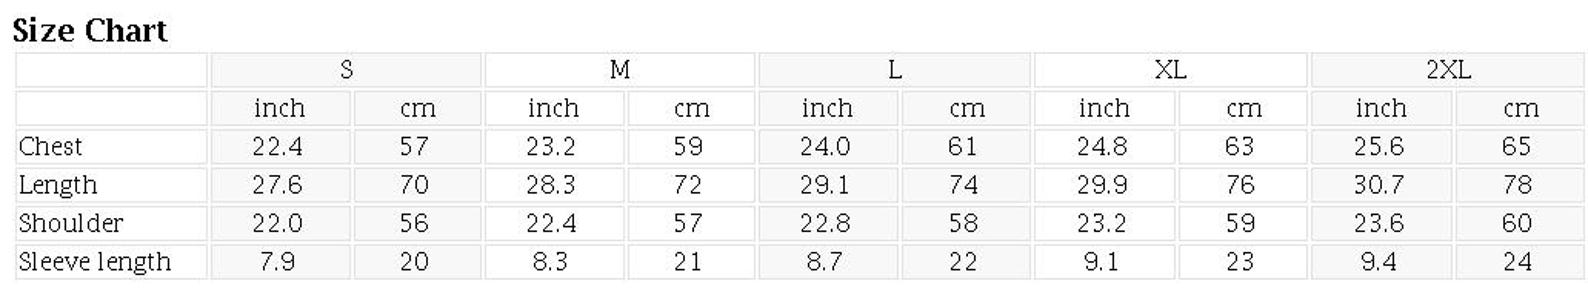 Size Chart
S M L XL 2XL
inch cm inch cm inch cm inch cm inch cm
Chest 22.4 57 23.2 59 24.0 61 24.8 63 25.6 65
Length 27.6 70 28.3 72 29.1 74 29.9 76 30.7 78
Shoulder 22.0 56 22.4 57 22.8 58 23.2 59 23.6 60
Sleeve length 7.9 20 8.3 21 8.7 22 9.1 23 9.4 24